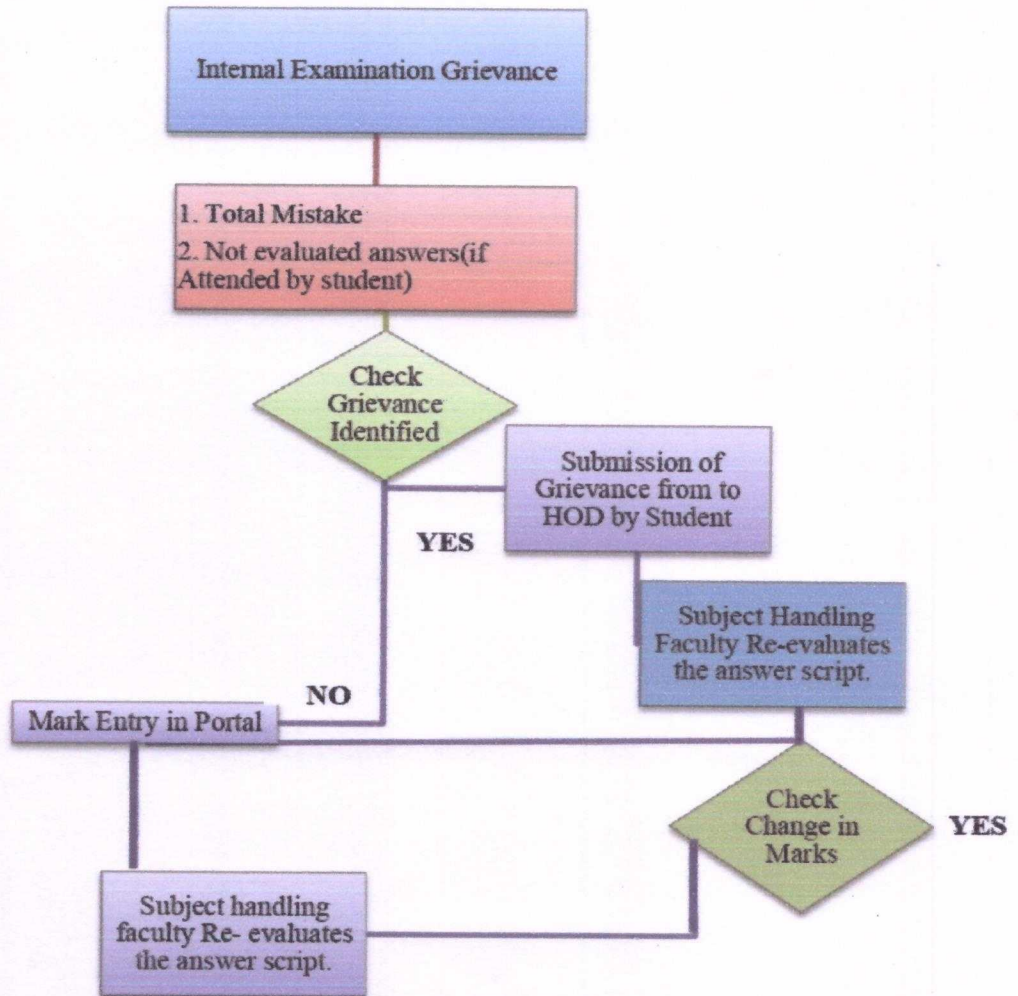 Internal Examination Grievance
1. Total Mistake
2. Not evaluated answers(if
Attended by student)
Check
Grievance
Identified
Submission of
Grievance from to
HOD by Student
YES
Subject Handling
Faculty Re-evaluates
the answer script.
NO
Mark Entry in Portal
Check
Change in
Marks
YES
Subject handling
faculty Re- evaluates
the answer script.